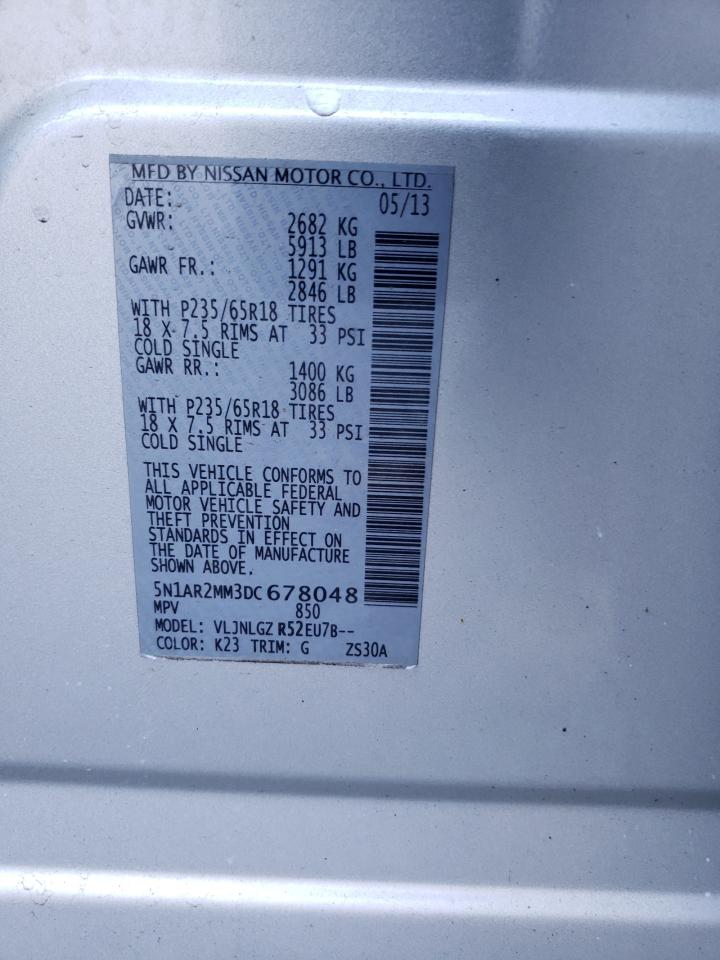 MFD BY NISSAN MOTOR CO., LTD.
DATE: 05/13
GVWR: 2682 KG
5913 LB
GAWR FR.: 1291 KG
2846 LB
WITH P235/65R18 TIRES
18 X 7.5 RIMS AT 33 PSI
COLD SINGLE
GAWR RR.: 1400 KG
3086 LB
WITH P235/65R18 TIRES
18 X 7.5 RIMS AT 33 PSI
COLD SINGLE
THIS VEHICLE CONFORMS TO
ALL APPLICABLE FEDERAL
MOTOR VEHICLE SAFETY AND
THEFT PREVENTION
STANDARDS IN EFFECT ON
THE DATE OF MANUFACTURE
SHOWN ABOVE.
5N1AR2MM3DC678048
MPV 850
MODEL: VLJNLGZ R52EU7B--
COLOR: K23 TRIM: G ZS30A